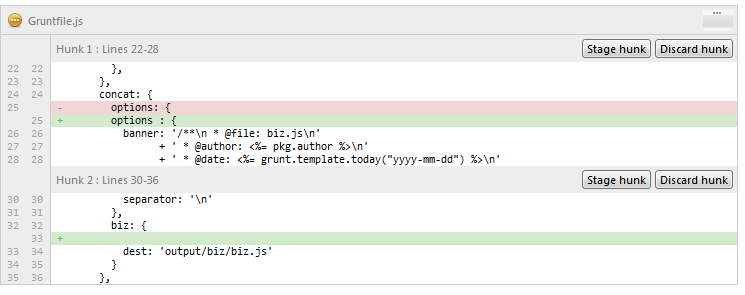 Gruntfile.js
Hunk 1 : Lines 22-28 Stage hunk Discard hunk
22 22 },
23 23 },
24 24 concat: {
25 - options: {
25 + options : {
26 26 banner: '/**\n * @file: biz.js\n'
27 27 + ' * @author: <%= pkg.author %>\n'
28 28 + ' * @date: <%= grunt.template.today("yyyy-mm-dd") %>\n'
Hunk 2 : Lines 30-36 Stage hunk Discard hunk
30 30 separator: '\n'
31 31 },
32 32 biz: {
33 +
33 34 dest: 'output/biz/biz.js'
34 35 }
35 36 },